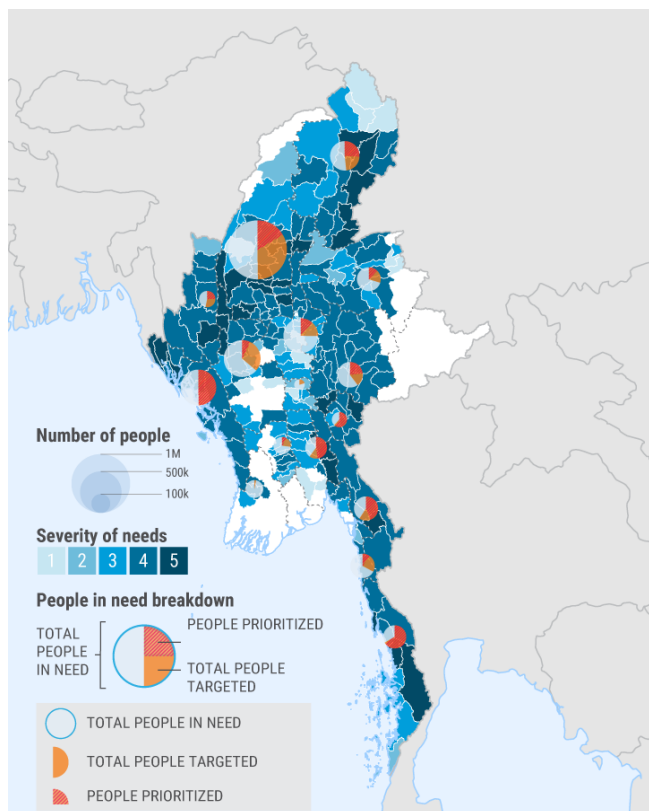 Number of people
1M
500k
100k
Severity of needs
1 2 3 4 5
People in need breakdown
TOTAL
PEOPLE
IN NEED
PEOPLE PRIORITIZED
TOTAL PEOPLE
TARGETED
TOTAL PEOPLE IN NEED
TOTAL PEOPLE TARGETED
PEOPLE PRIORITIZED